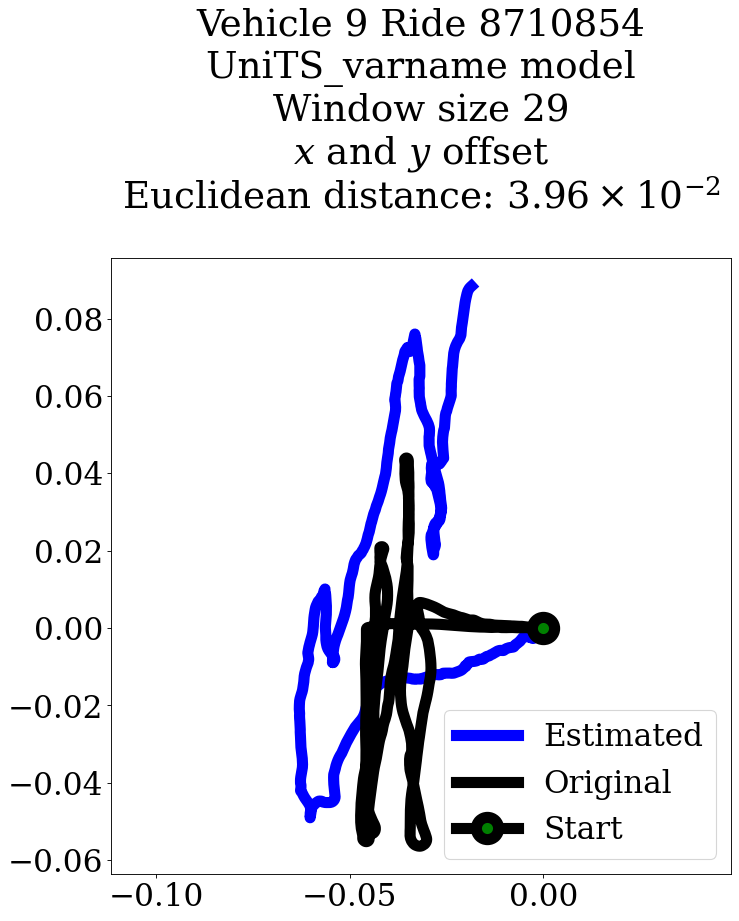 Vehicle 9 Ride 8710854
UniTS_varname model
Window size 29
x and y offset
Euclidean distance: 3.96 × 10⁻²
0.08
0.06
0.04
0.02
0.00
−0.02
−0.04
−0.06
−0.10
−0.05
0.00
Estimated
Original
Start